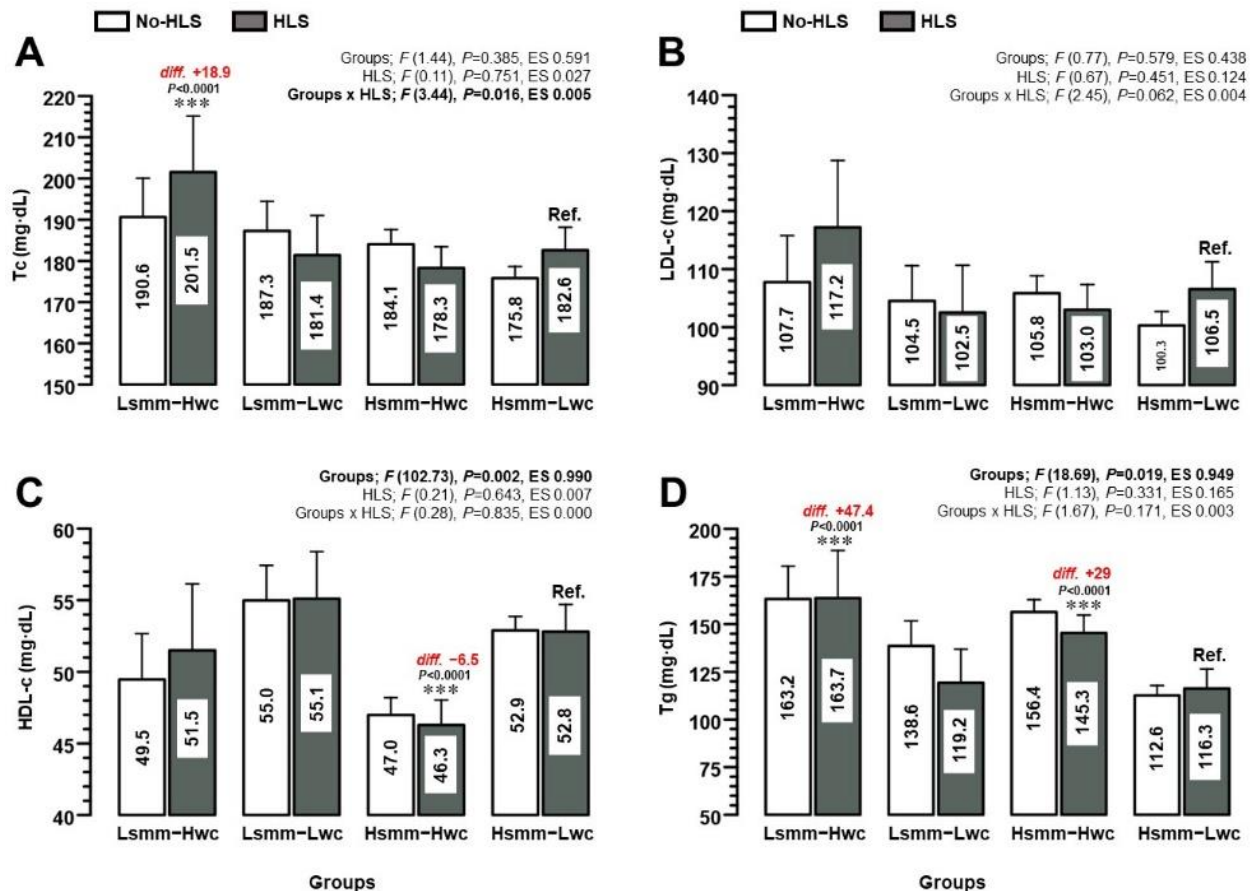 No-HLS HLS
A
Groups; F (1.44), P=0.385, ES 0.591
HLS; F (0.11), P=0.751, ES 0.027
Groups x HLS; F (3.44), P=0.016, ES 0.005
diff. +18.9
P<0.0001
***
Tc (mg·dL)
220
210
200
190
180
170
160
150
190.6
201.5
187.3
181.4
184.1
178.3
175.8
Ref.
182.6
Lsmm−Hwc Lsmm−Lwc Hsmm−Hwc Hsmm−Lwc
No-HLS HLS
B
Groups; F (0.77), P=0.579, ES 0.438
HLS; F (0.67), P=0.451, ES 0.124
Groups x HLS; F (2.45), P=0.062, ES 0.004
LDL-c (mg·dL)
140
130
120
110
100
90
107.7
117.2
104.5
102.5
105.8
103.0
100.3
Ref.
106.5
Lsmm−Hwc Lsmm−Lwc Hsmm−Hwc Hsmm−Lwc
C
Groups; F (102.73), P=0.002, ES 0.990
HLS; F (0.21), P=0.643, ES 0.007
Groups x HLS; F (0.28), P=0.835, ES 0.000
HDL-c (mg·dL)
60
55
50
45
40
49.5
51.5
55.0
55.1
diff. −6.5
P<0.0001
***
47.0
46.3
52.9
Ref.
52.8
Lsmm−Hwc Lsmm−Lwc Hsmm−Hwc Hsmm−Lwc
Groups
D
Groups; F (18.69), P=0.019, ES 0.949
HLS; F (1.13), P=0.331, ES 0.165
Groups x HLS; F (1.67), P=0.171, ES 0.003
Tg (mg·dL)
200
175
150
125
100
75
50
diff. +47.4
P<0.0001
***
163.2
163.7
138.6
119.2
diff. +29
P<0.0001
***
156.4
145.3
112.6
Ref.
116.3
Lsmm−Hwc Lsmm−Lwc Hsmm−Hwc Hsmm−Lwc
Groups